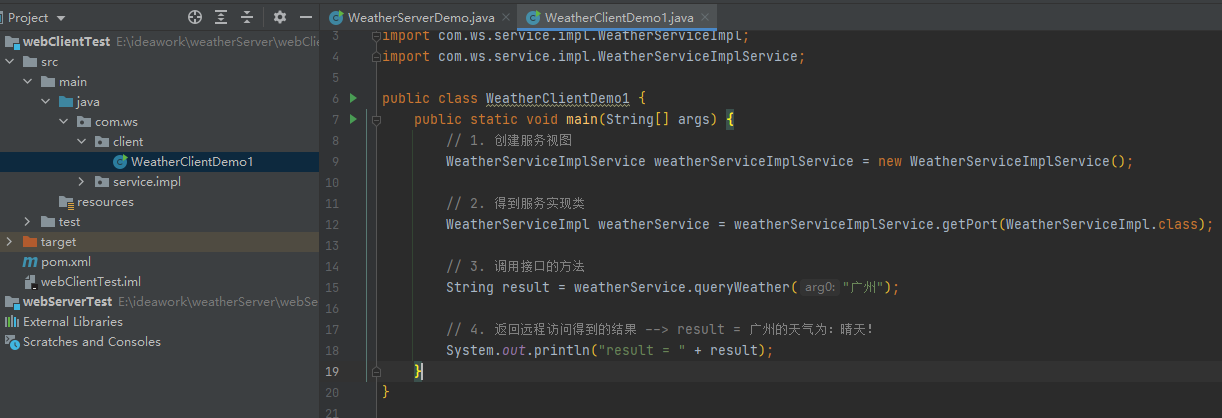 Project
webClientTest E:\ideawork\weatherServer\webClie
src
main
java
com.ws
client
WeatherClientDemo1
service.impl
resources
test
target
pom.xml
webClientTest.iml
webServerTest E:\ideawork\weatherServer\webSe
External Libraries
Scratches and Consoles
WeatherServerDemo.java WeatherClientDemo1.java
3 import com.ws.service.impl.WeatherServiceImpl;
4 import com.ws.service.impl.WeatherServiceImplService;
5
6 public class WeatherClientDemo1 {
7 public static void main(String[] args) {
8 // 1. 创建服务视图
9 WeatherServiceImplService weatherServiceImplService = new WeatherServiceImplService();
10
11 // 2. 得到服务实现类
12 WeatherServiceImpl weatherService = weatherServiceImplService.getPort(WeatherServiceImpl.class);
13
14 // 3. 调用接口的方法
15 String result = weatherService.queryWeather( arg0: "广州");
16
17 // 4. 返回远程访问得到的结果 --> result = 广州的天气为：晴天！
18 System.out.println("result = " + result);
19 }
20 }
21